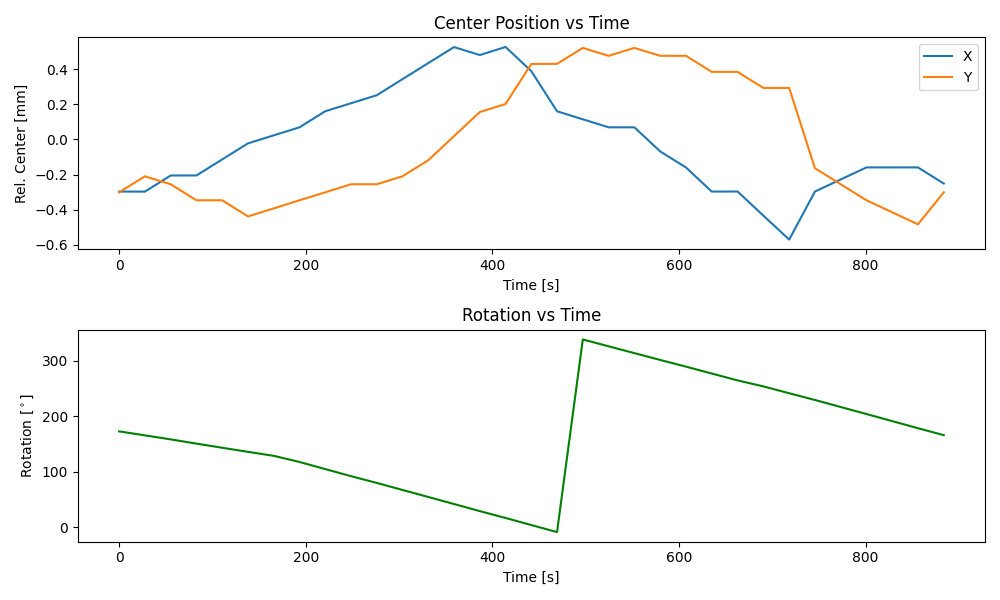 Center Position vs Time
Rel. Center [mm]
0.4
0.2
0.0
−0.2
−0.4
−0.6
X
Y
0 200 400 600 800
Time [s]
Rotation vs Time
Rotation [°]
300
200
100
0
0 200 400 600 800
Time [s]